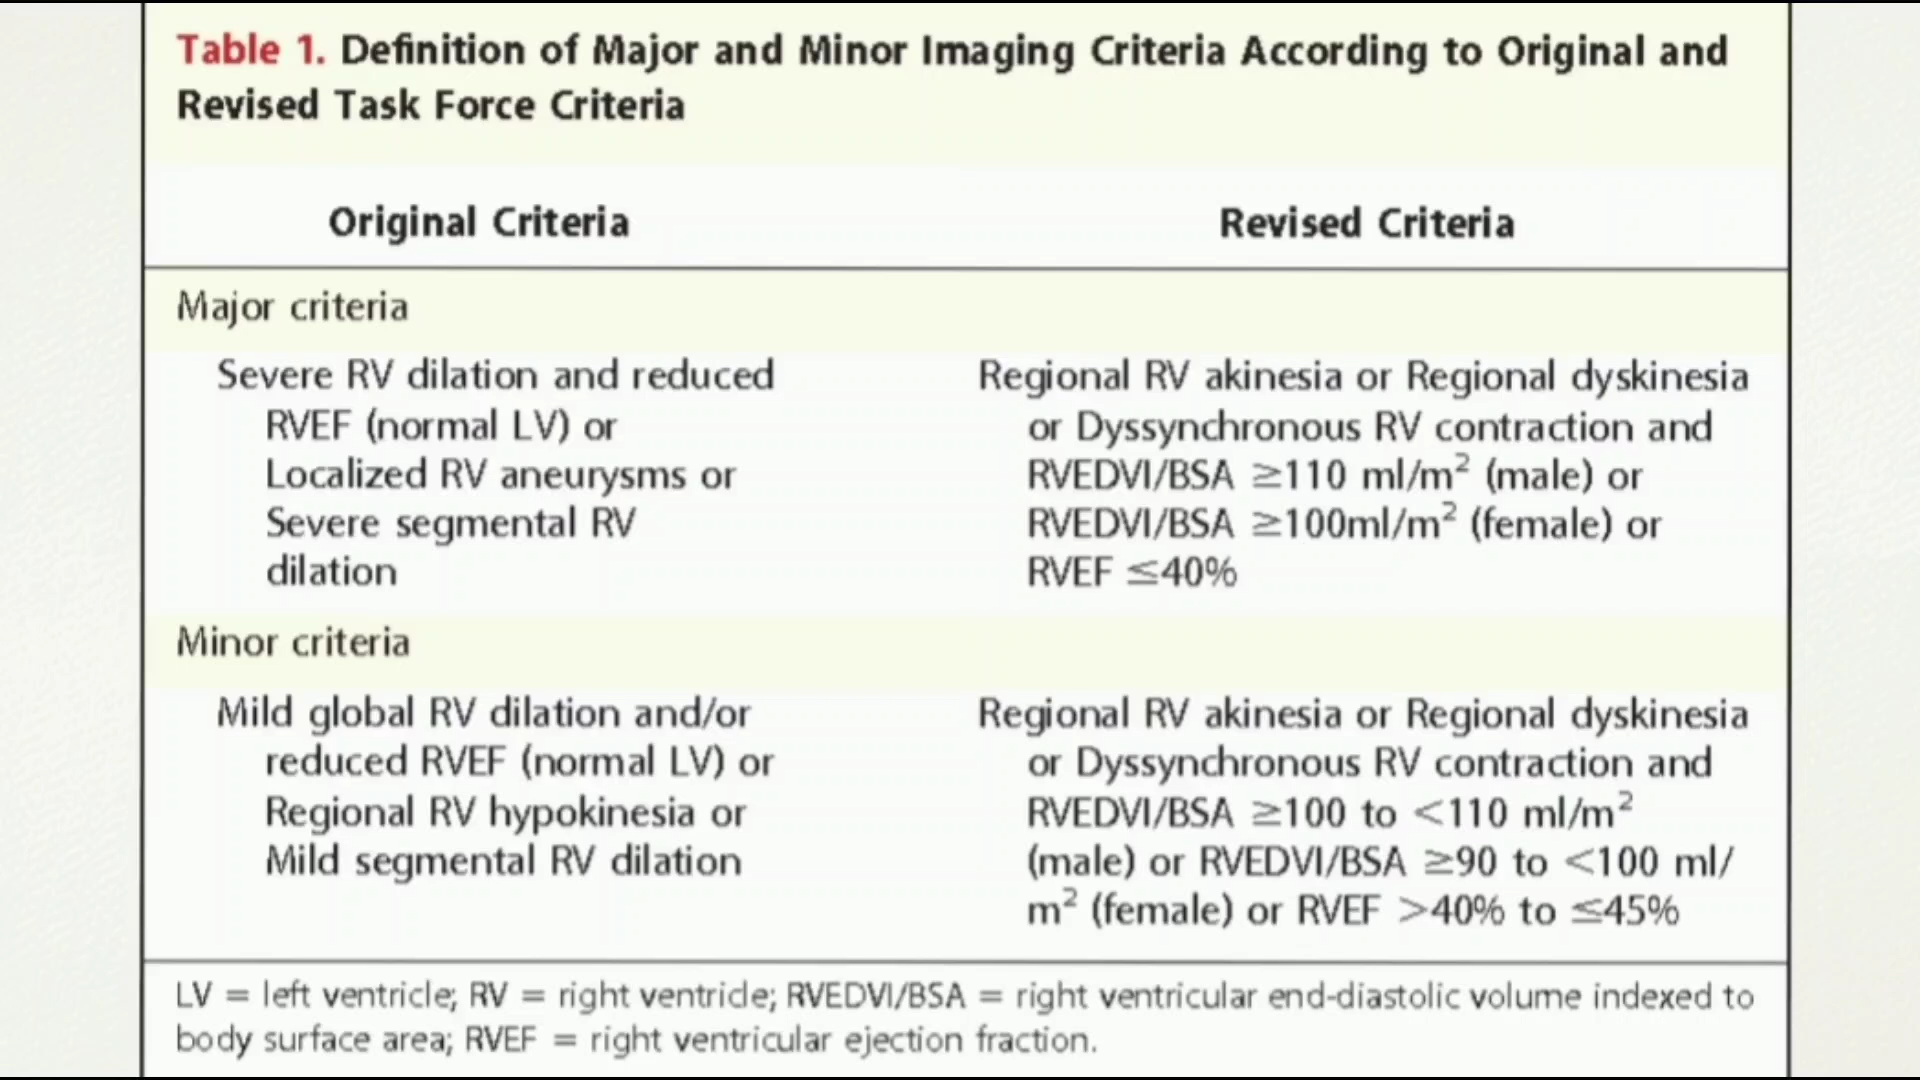 Table 1. Definition of Major and Minor Imaging Criteria According to Original and
Revised Task Force Criteria
Original Criteria
Revised Criteria
Major criteria
Severe RV dilation and reduced
RVEF (normal LV) or
Localized RV aneurysms or
Severe segmental RV
dilation
Regional RV akinesia or Regional dyskinesia
or Dyssynchronous RV contraction and
RVEDVI/BSA ≥110 ml/m² (male) or
RVEDVI/BSA ≥100ml/m² (female) or
RVEF ≤40%
Minor criteria
Mild global RV dilation and/or
reduced RVEF (normal LV) or
Regional RV hypokinesia or
Mild segmental RV dilation
Regional RV akinesia or Regional dyskinesia
or Dyssynchronous RV contraction and
RVEDVI/BSA ≥100 to <110 ml/m²
(male) or RVEDVI/BSA ≥90 to <100 ml/
m² (female) or RVEF >40% to ≤45%
LV = left ventricle; RV = right ventricle; RVEDVI/BSA = right ventricular end-diastolic volume indexed to
body surface area; RVEF = right ventricular ejection fraction.